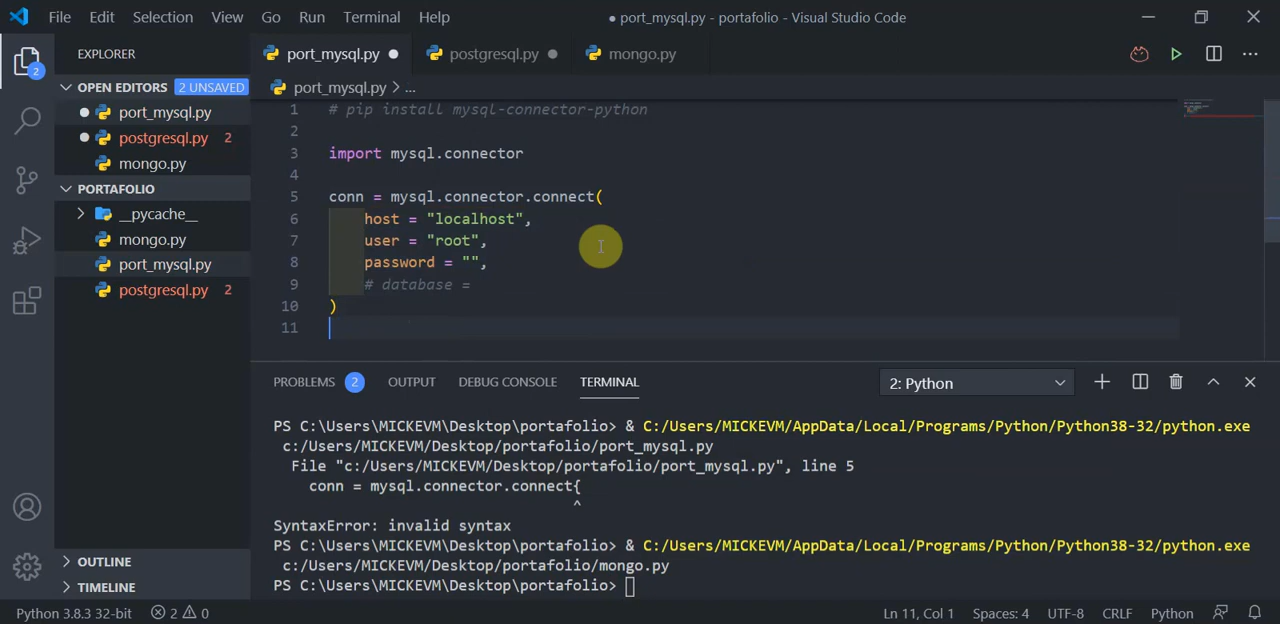 File Edit Selection View Go Run Terminal Help ● port_mysql.py - portafolio - Visual Studio Code
EXPLORER
port_mysql.py ● postgresql.py ● mongo.py
OPEN EDITORS 2 UNSAVED
port_mysql.py > ...
port_mysql.py
postgresql.py 2
mongo.py
PORTAFOLIO
__pycache__
mongo.py
port_mysql.py
postgresql.py 2
OUTLINE
TIMELINE
2
1 # pip install mysql-connector-python
2
3 import mysql.connector
4
5 conn = mysql.connector.connect(
6 host = "localhost",
7 user = "root",
8 password = "",
9 # database =
10 )
11
PROBLEMS 2 OUTPUT DEBUG CONSOLE TERMINAL 2: Python
PS C:\Users\MICKEVM\Desktop\portafolio> & C:/Users/MICKEVM/AppData/Local/Programs/Python/Python38-32/python.exe
c:/Users/MICKEVM/Desktop/portafolio/port_mysql.py
File "c:/Users/MICKEVM/Desktop/portafolio/port_mysql.py", line 5
conn = mysql.connector.connect{
^
SyntaxError: invalid syntax
PS C:\Users\MICKEVM\Desktop\portafolio> & C:/Users/MICKEVM/AppData/Local/Programs/Python/Python38-32/python.exe
c:/Users/MICKEVM/Desktop/portafolio/mongo.py
PS C:\Users\MICKEVM\Desktop\portafolio>
Python 3.8.3 32-bit 2 0 Ln 11, Col 1 Spaces: 4 UTF-8 CRLF Python